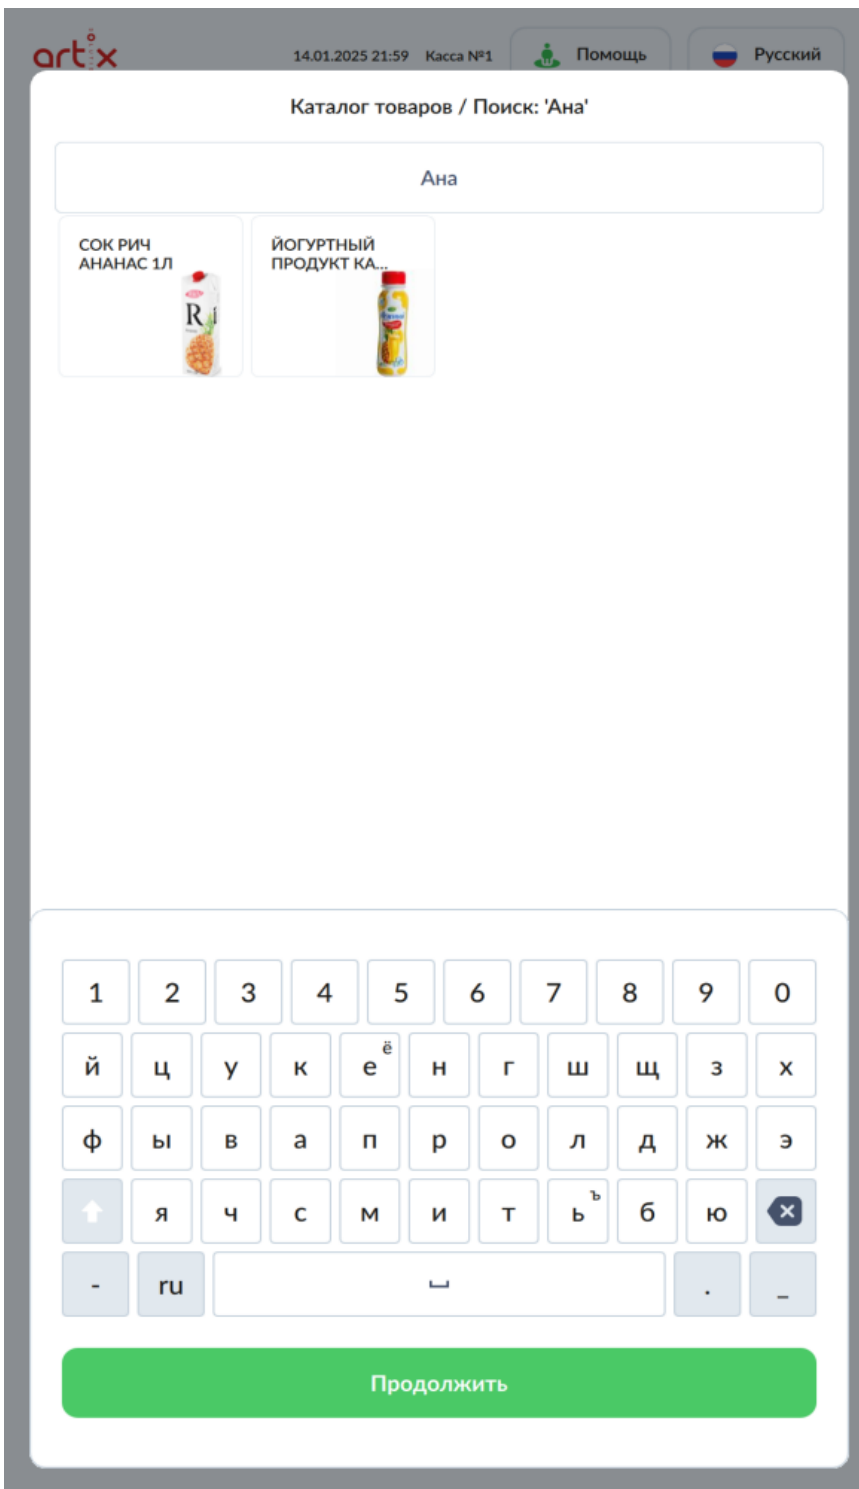 artix
14.01.2025 21:59 Касса №1 Помощь Русский
Каталог товаров / Поиск: 'Ана'
Ана
СОК РИЧ
АНАНАС 1Л
ЙОГУРТНЫЙ
ПРОДУКТ КА...
1 2 3 4 5 6 7 8 9 0
й ц у к е ё н г ш щ з х
ф ы в а п р о л д ж э
я ч с м и т ь ъ б ю
- ru . _
Продолжить